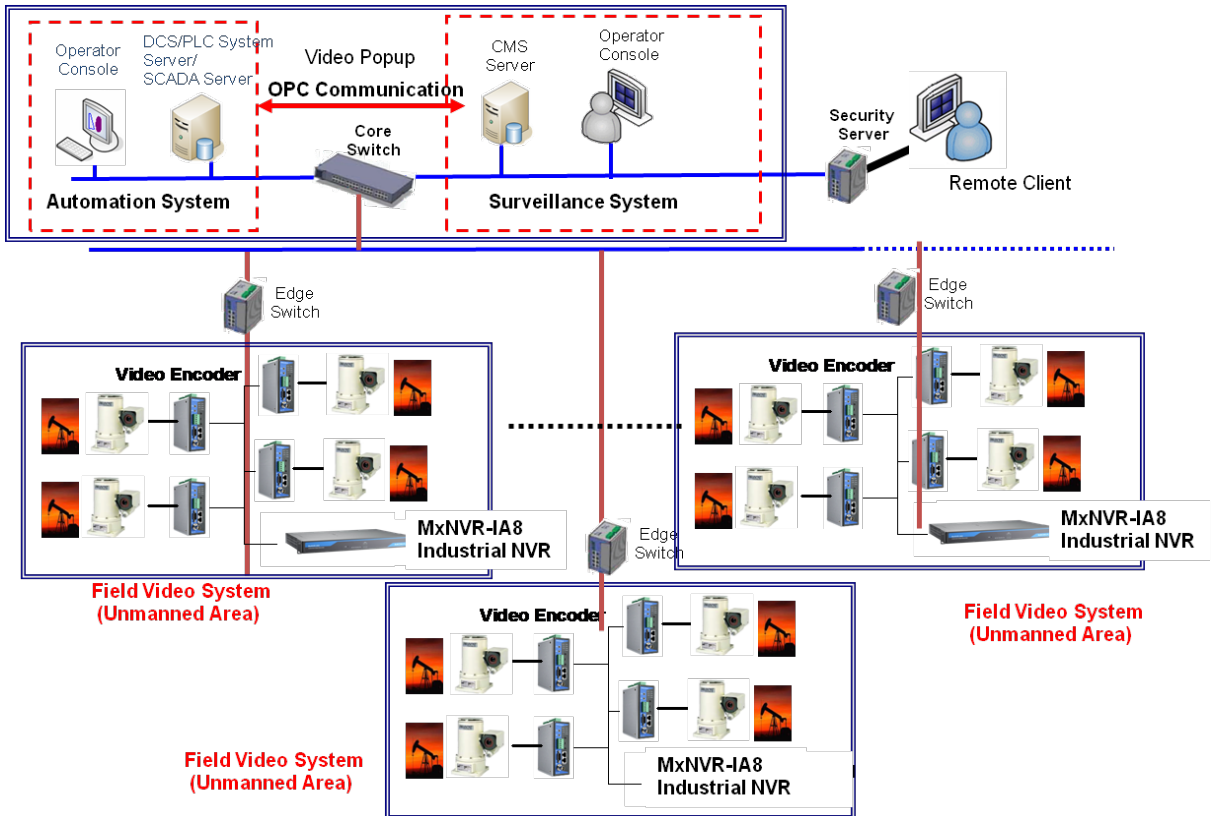 Operator
Console
DCS/PLC System
Server/
SCADA Server
Video Popup
OPC Communication
Core
Switch
CMS
Server
Operator
Console
Security
Server
Remote Client
Automation System
Surveillance System
Edge
Switch
Edge
Switch
Video Encoder
MxNVR-IA8
Industrial NVR
Field Video System
(Unmanned Area)
Video Encoder
MxNVR-IA8
Industrial NVR
Field Video System
(Unmanned Area)
Edge
Switch
Video Encoder
MxNVR-IA8
Industrial NVR
Field Video System
(Unmanned Area)